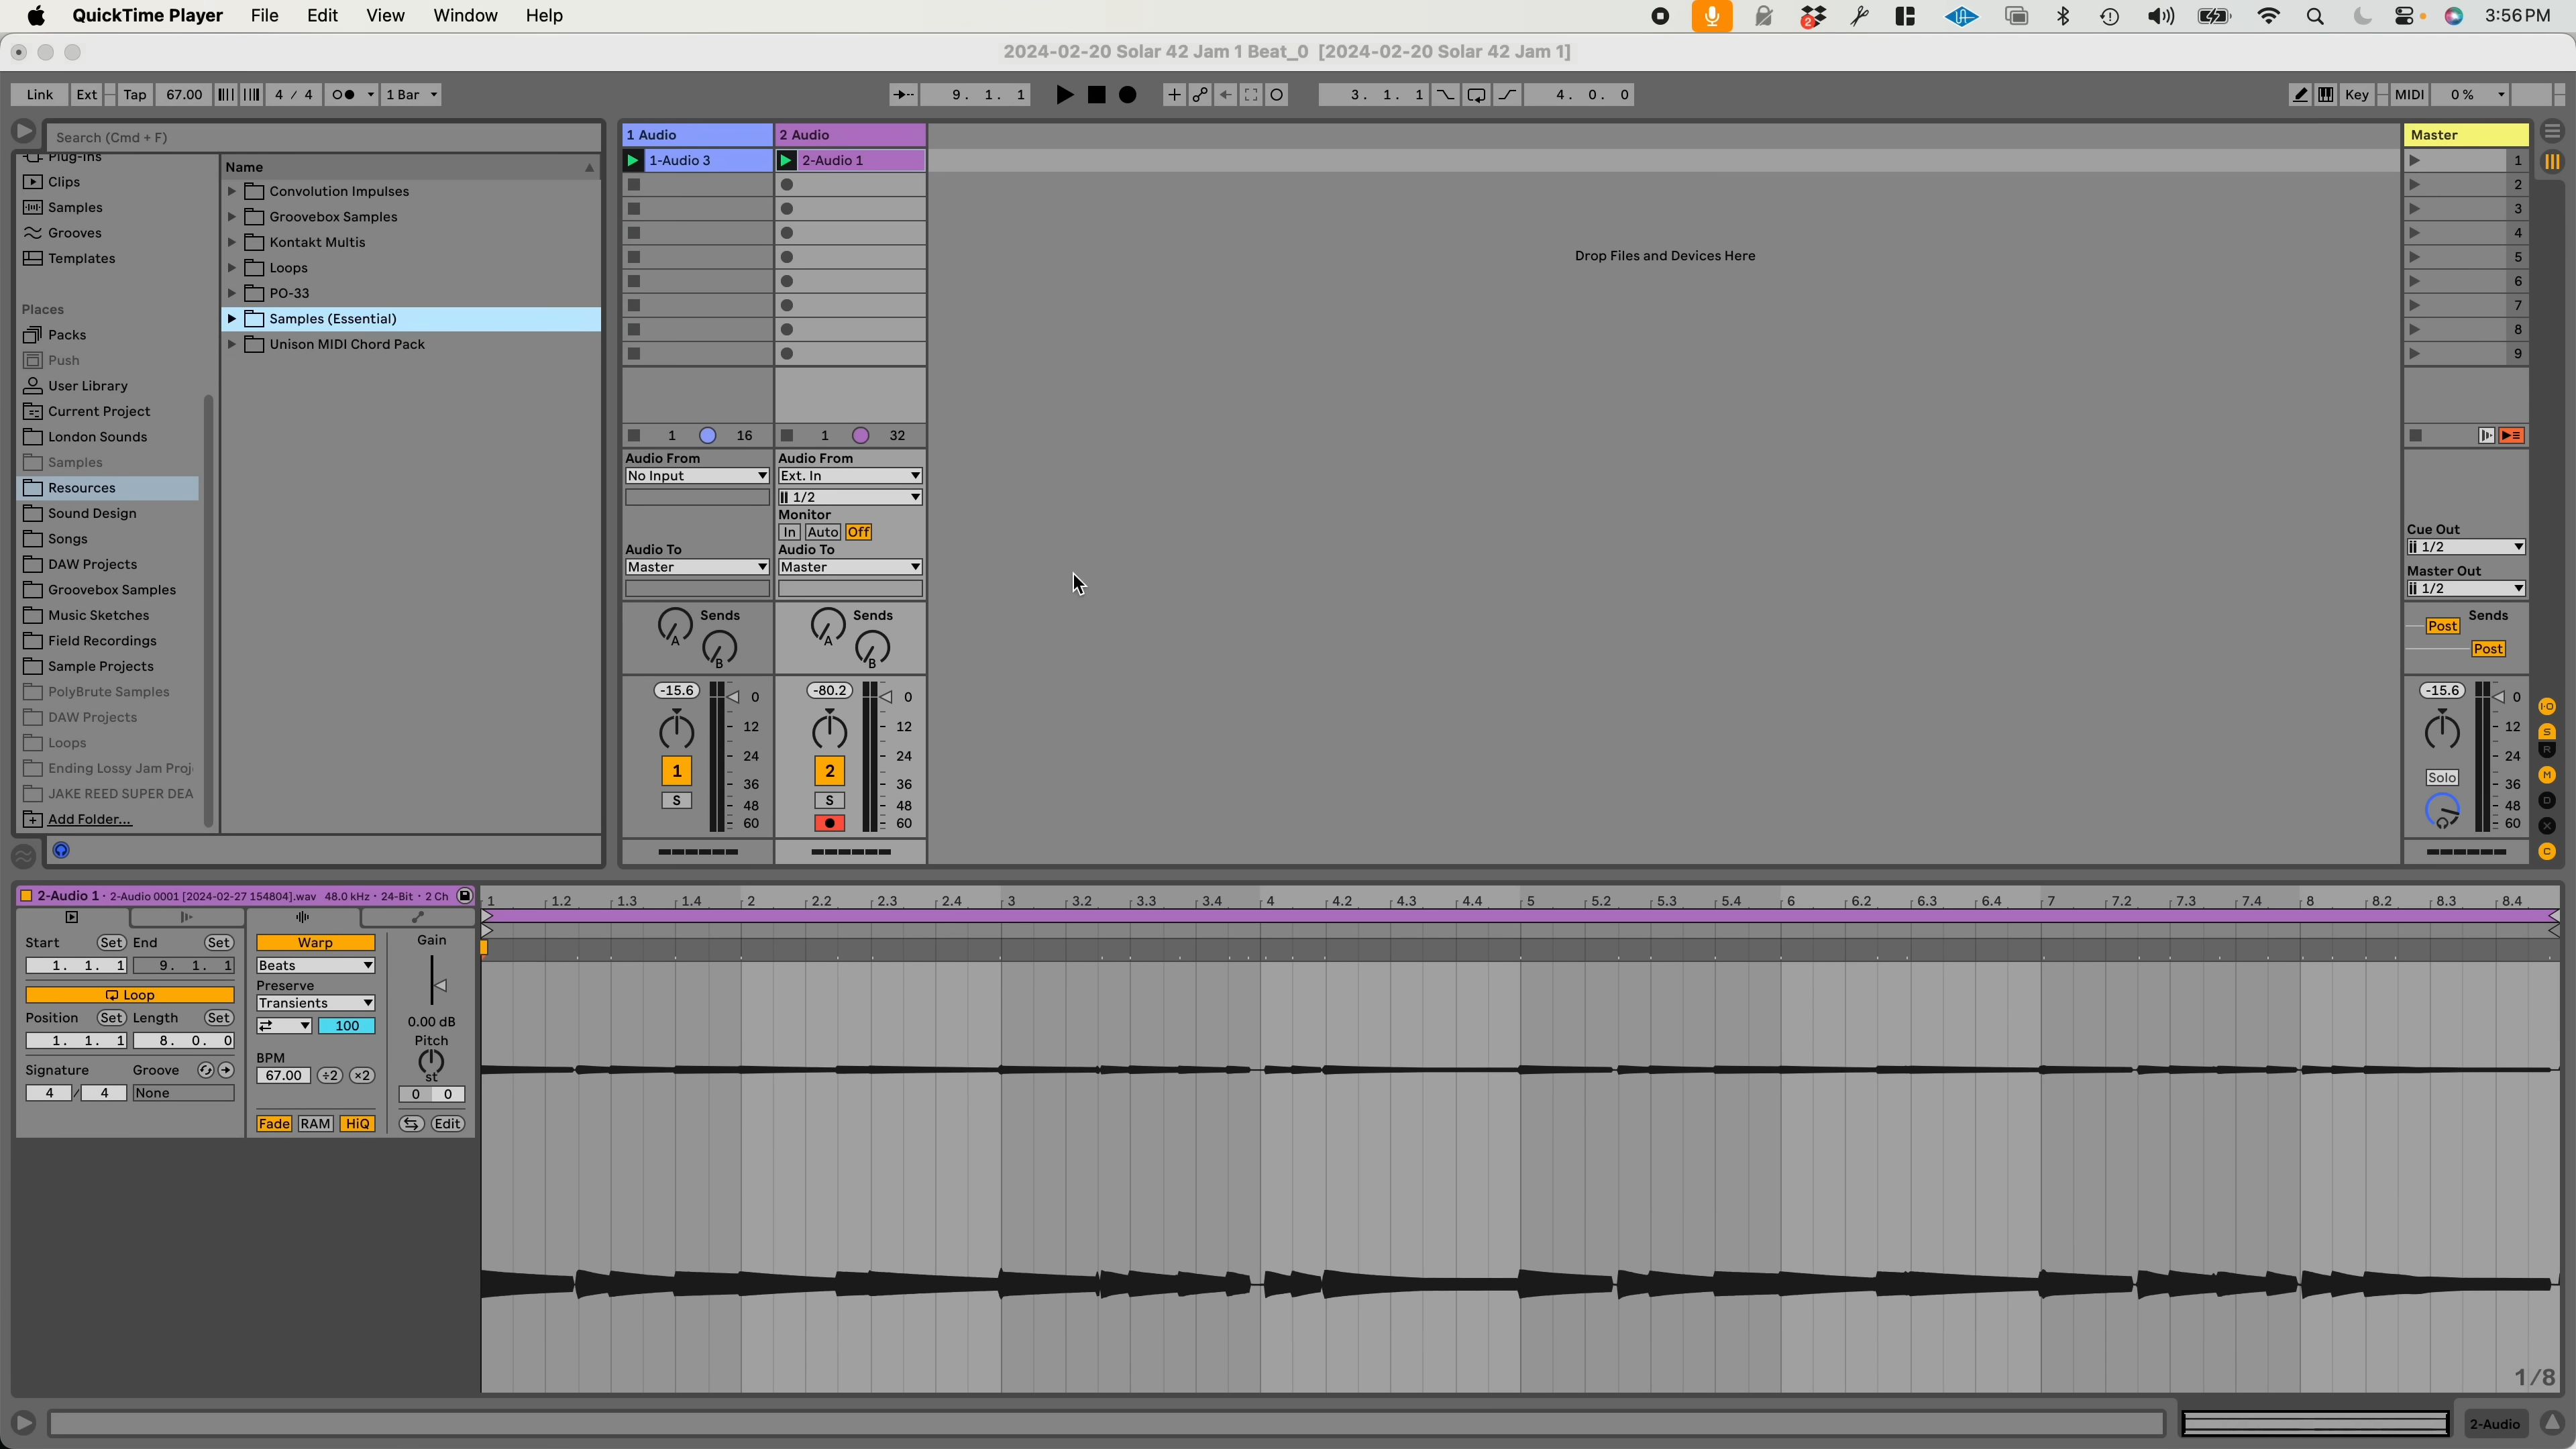 QuickTime Player File Edit View Window Help 2 3:56 PM
2024-02-20 Solar 42 Jam 1 Beat_0 [2024-02-20 Solar 42 Jam 1]
Link Ext Tap 67.00 4 / 4 1 Bar 9. 1. 1 3. 1. 1 4. 0. 0 Key MIDI 0 %
Search (Cmd + F)
Plug-Ins
Clips
Samples
Grooves
Templates
Places
Packs
Push
User Library
Current Project
London Sounds
Samples
Resources
Sound Design
Songs
DAW Projects
Groovebox Samples
Music Sketches
Field Recordings
Sample Projects
PolyBrute Samples
DAW Projects
Loops
Ending Lossy Jam Proj
JAKE REED SUPER DEA
Add Folder...
Name
Convolution Impulses
Groovebox Samples
Kontakt Multis
Loops
PO-33
Samples (Essential)
Unison MIDI Chord Pack
1 Audio
1-Audio 3
1 16
Audio From
No Input
Audio To
Master
Sends
A
B
-15.6
0
12
24
1 36
S 48
60
2 Audio
2-Audio 1
1 32
Audio From
Ext. In
1/2
Monitor
In Auto Off
Audio To
Master
Sends
A
B
-80.2
0
12
24
2 36
S 48
60
Drop Files and Devices Here
Master
1
2
3
4
5
6
7
8
9
Cue Out
1/2
Master Out
1/2
Sends
Post
Post
-15.6
0
12
24
Solo 36
48
60
I-O
S
R
M
D
X
C
2-Audio 1 · 2-Audio 0001 [2024-02-27 154804].wav 48.0 kHz · 24-Bit · 2 Ch
Start Set End Set
1. 1. 1 9. 1. 1
Loop
Position Set Length Set
1. 1. 1 8. 0. 0
Signature Groove
4 / 4 None
Warp
Beats
Preserve
Transients
100
BPM
67.00 ÷2 ×2
Fade RAM HiQ
Gain
0.00 dB
Pitch
st
0 0
Edit
1 1.2 1.3 1.4 2 2.2 2.3 2.4 3 3.2 3.3 3.4 4 4.2 4.3 4.4 5 5.2 5.3 5.4 6 6.2 6.3 6.4 7 7.2 7.3 7.4 8 8.2 8.3 8.4
1/8
2-Audio